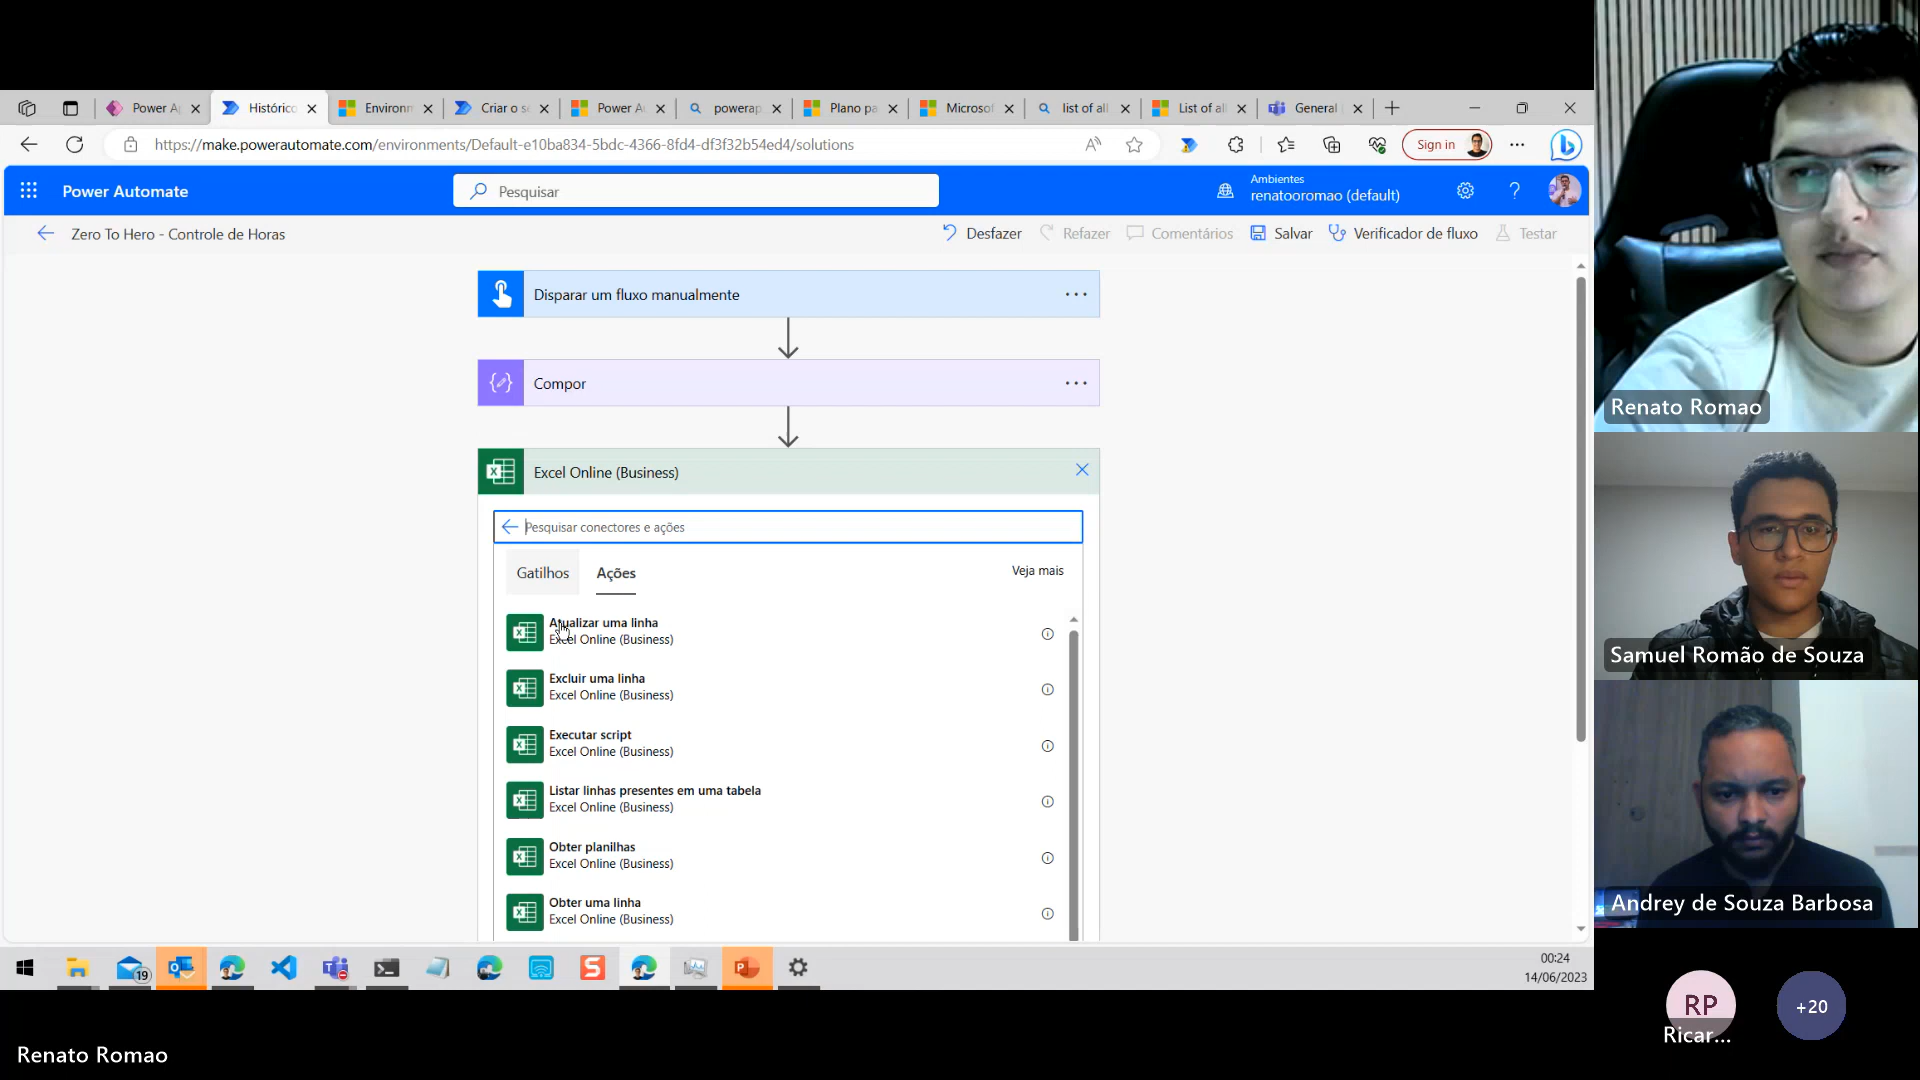 Power A
Histórico
Environm
Criar o s
Power Au
powerap
Plano pa
Microsof
list of all
List of all
General
https://make.powerautomate.com/environments/Default-e10ba834-5bdc-4366-8fd4-df3f32b54ed4/solutions
Sign in
Power Automate
Pesquisar
Ambientes
renatooromao (default)
Zero To Hero - Controle de Horas
Desfazer
Refazer
Comentários
Salvar
Verificador de fluxo
Testar
Disparar um fluxo manualmente
Compor
Excel Online (Business)
Pesquisar conectores e ações
Gatilhos
Ações
Veja mais
Atualizar uma linha
Excel Online (Business)
Excluir uma linha
Excel Online (Business)
Executar script
Excel Online (Business)
Listar linhas presentes em uma tabela
Excel Online (Business)
Obter planilhas
Excel Online (Business)
Obter uma linha
Excel Online (Business)
19
00:24
14/06/2023
Renato Romao
Samuel Romão de Souza
Andrey de Souza Barbosa
RP
Ricar...
+20
Renato Romao